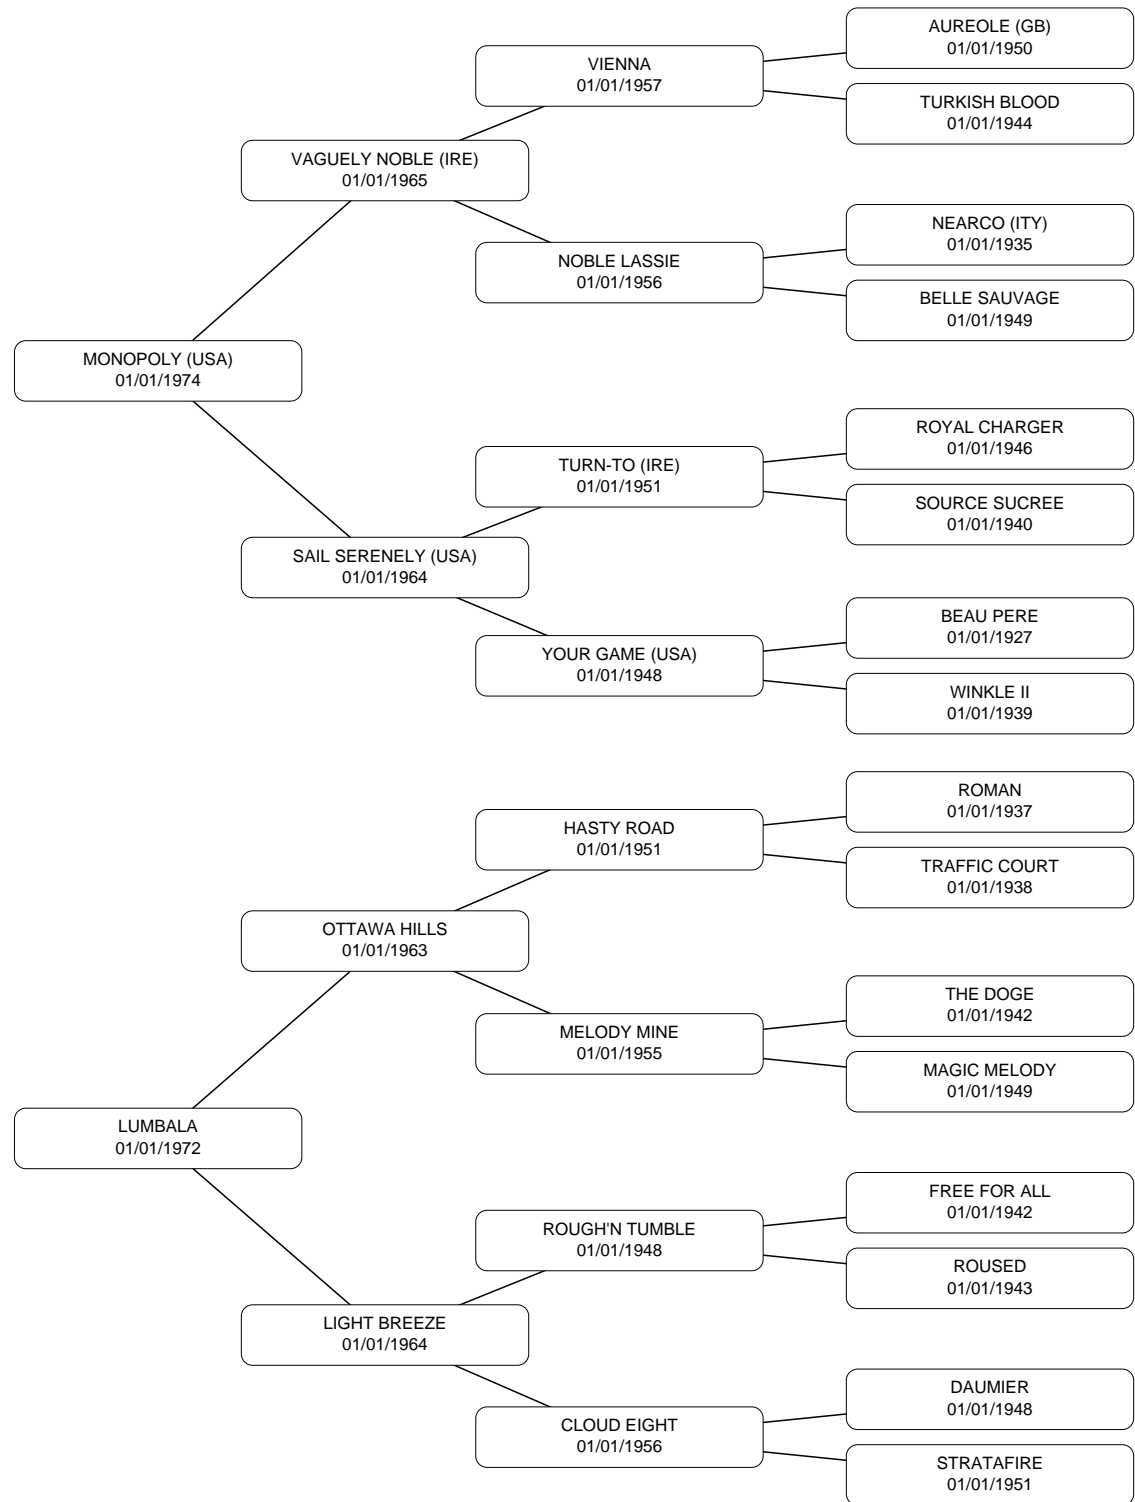 AUREOLE (GB)
01/01/1950
VIENNA
01/01/1957
TURKISH BLOOD
01/01/1944
VAGUELY NOBLE (IRE)
01/01/1965
NEARCO (ITY)
01/01/1935
NOBLE LASSIE
01/01/1956
BELLE SAUVAGE
01/01/1949
MONOPOLY (USA)
01/01/1974
ROYAL CHARGER
01/01/1946
TURN-TO (IRE)
01/01/1951
SOURCE SUCREE
01/01/1940
SAIL SERENELY (USA)
01/01/1964
BEAU PERE
01/01/1927
YOUR GAME (USA)
01/01/1948
WINKLE II
01/01/1939
ROMAN
01/01/1937
HASTY ROAD
01/01/1951
TRAFFIC COURT
01/01/1938
OTTAWA HILLS
01/01/1963
THE DOGE
01/01/1942
MELODY MINE
01/01/1955
MAGIC MELODY
01/01/1949
LUMBALA
01/01/1972
FREE FOR ALL
01/01/1942
ROUGH'N TUMBLE
01/01/1948
ROUSED
01/01/1943
LIGHT BREEZE
01/01/1964
DAUMIER
01/01/1948
CLOUD EIGHT
01/01/1956
STRATAFIRE
01/01/1951